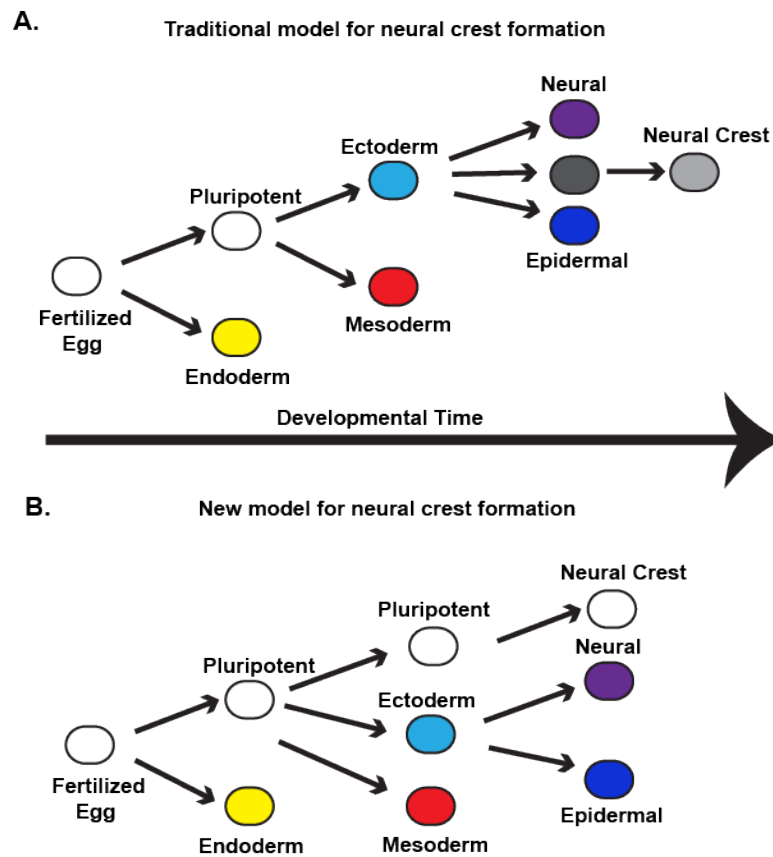 A.
Traditional model for neural crest formation
Neural
Neural Crest
Ectoderm
Pluripotent
Epidermal
Fertilized
Egg
Mesoderm
Endoderm
Developmental Time
B.
New model for neural crest formation
Neural Crest
Pluripotent
Neural
Pluripotent
Ectoderm
Fertilized
Egg
Epidermal
Endoderm
Mesoderm